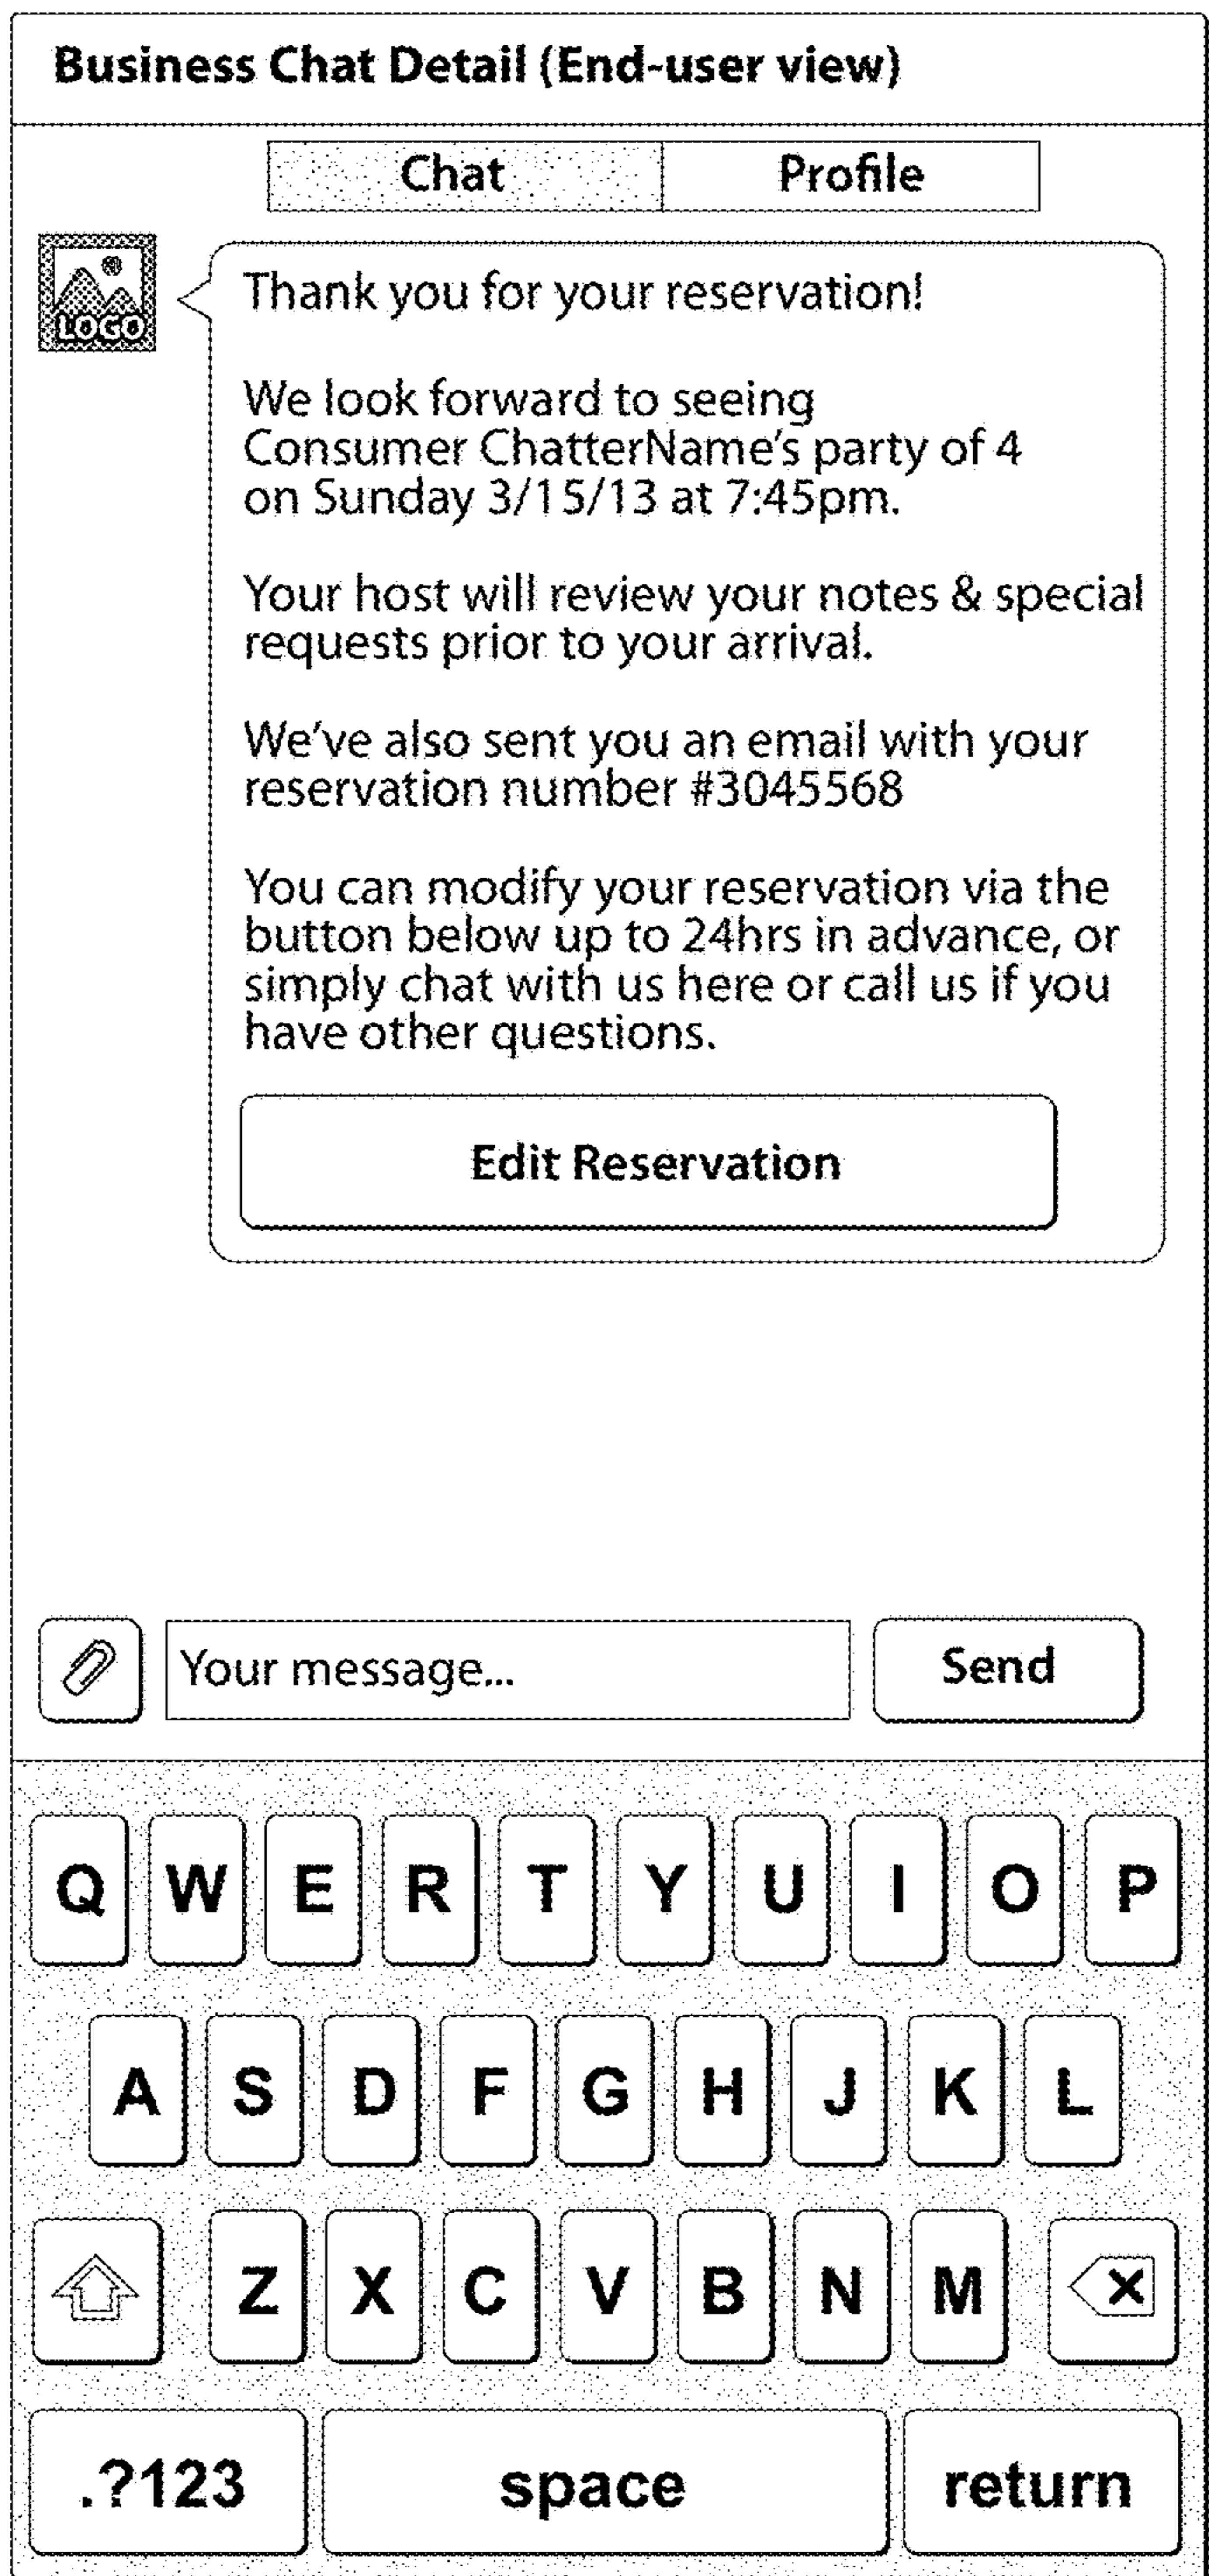 Business Chat Detail (End-user view)
Chat Profile
LOGO
Thank you for your reservation!
We look forward to seeing
Consumer ChatterName's party of 4
on Sunday 3/15/13 at 7:45pm.
Your host will review your notes & special
requests prior to your arrival.
We've also sent you an email with your
reservation number #3045568
You can modify your reservation via the
button below up to 24hrs in advance, or
simply chat with us here or call us if you
have other questions.
Edit Reservation
Your message... Send
Q W E R T Y U I O P
A S D F G H J K L
Z X C V B N M
.?123 space return